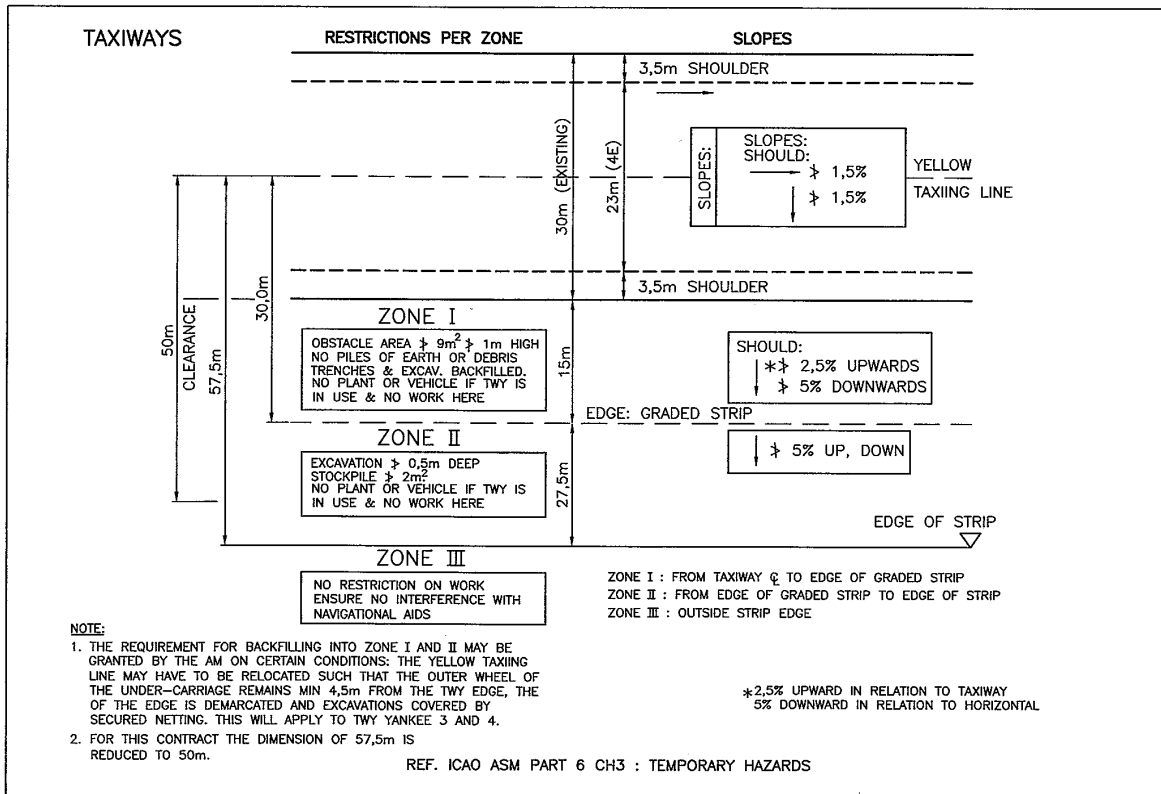 TAXIWAYS
RESTRICTIONS PER ZONE
SLOPES
3,5m SHOULDER
30m (EXISTING)
23m (4E)
SLOPES:
SLOPES:
SHOULD:
≯ 1,5%
≯ 1,5%
YELLOW
TAXIING LINE
3,5m SHOULDER
50m
CLEARANCE
57,5m
30,0m
ZONE I
OBSTACLE AREA ≯ 9m² ≯ 1m HIGH
NO PILES OF EARTH OR DEBRIS
TRENCHES & EXCAV. BACKFILLED.
NO PLANT OR VEHICLE IF TWY IS
IN USE & NO WORK HERE
15m
SHOULD:
*≯ 2,5% UPWARDS
≯ 5% DOWNWARDS
EDGE: GRADED STRIP
ZONE II
EXCAVATION ≯ 0,5m DEEP
STOCKPILE ≯ 2m²
NO PLANT OR VEHICLE IF TWY IS
IN USE & NO WORK HERE
27,5m
≯ 5% UP, DOWN
EDGE OF STRIP
ZONE III
NO RESTRICTION ON WORK
ENSURE NO INTERFERENCE WITH
NAVIGATIONAL AIDS
ZONE I : FROM TAXIWAY ℄ TO EDGE OF GRADED STRIP
ZONE II : FROM EDGE OF GRADED STRIP TO EDGE OF STRIP
ZONE III : OUTSIDE STRIP EDGE
NOTE:
1. THE REQUIREMENT FOR BACKFILLING INTO ZONE I AND II MAY BE
GRANTED BY THE AM ON CERTAIN CONDITIONS: THE YELLOW TAXIING
LINE MAY HAVE TO BE RELOCATED SUCH THAT THE OUTER WHEEL OF
THE UNDER-CARRIAGE REMAINS MIN 4,5m FROM THE TWY EDGE, THE
OF THE EDGE IS DEMARCATED AND EXCAVATIONS COVERED BY
SECURED NETTING. THIS WILL APPLY TO TWY YANKEE 3 AND 4.
2. FOR THIS CONTRACT THE DIMENSION OF 57,5m IS
REDUCED TO 50m.
*2,5% UPWARD IN RELATION TO TAXIWAY
5% DOWNWARD IN RELATION TO HORIZONTAL
REF. ICAO ASM PART 6 CH3 : TEMPORARY HAZARDS